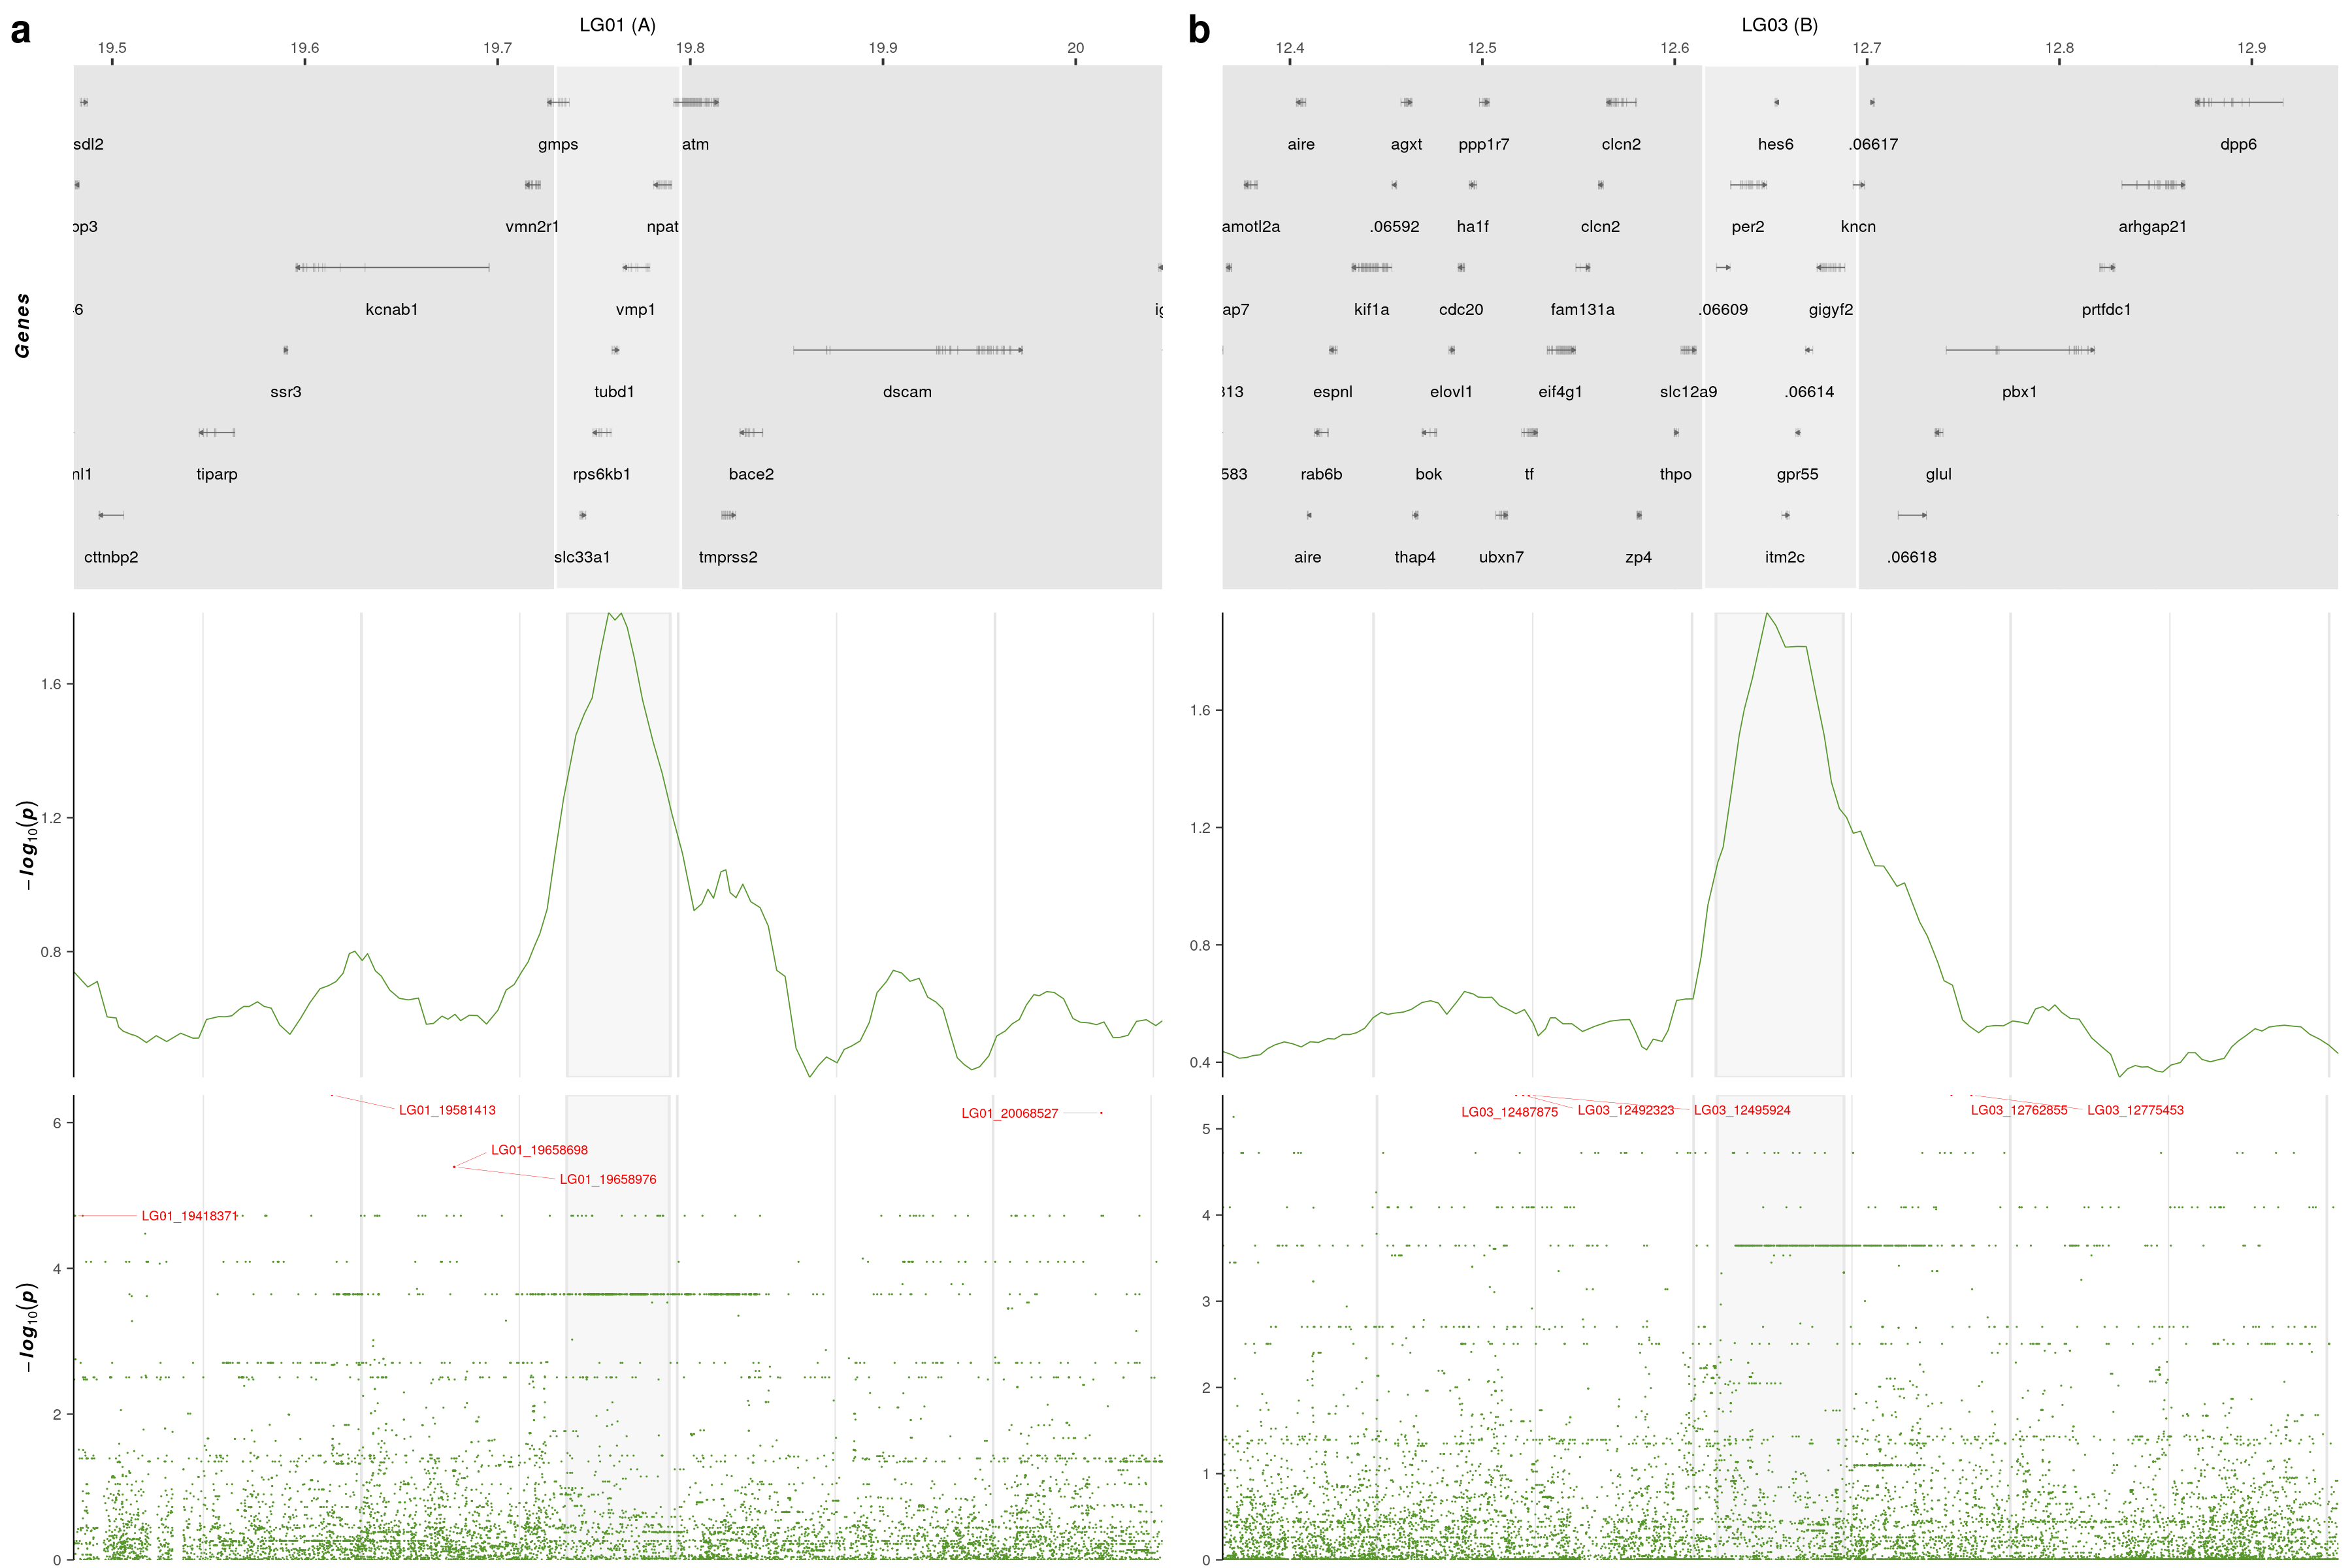 a
LG01 (A)
19.5 19.6 19.7 19.8 19.9 20
sdl2 gmps atm
vmn2r1 npat
kcnab1 vmp1
ssr3 tubd1 dscam
nl1 tiparp rps6kb1 bace2
cttnbp2 slc33a1 tmprss2
Genes
1.6
1.2
0.8
−log10(p)
6
4
2
0
−log10(p)
LG01_19581413
LG01_20068527
LG01_19658698
LG01_19658976
LG01_19418371
b
LG03 (B)
12.4 12.5 12.6 12.7 12.8 12.9
aire agxt ppp1r7 clcn2 hes6 .06617 dpp6
amotl2a .06592 ha1f clcn2 per2 kncn arhgap21
ap7 kif1a cdc20 fam131a .06609 gigyf2 prtfdc1
espnl elovl1 eif4g1 slc12a9 .06614 pbx1
583 rab6b bok tf thpo gpr55 glul
aire thap4 ubxn7 zp4 itm2c .06618
1.6
1.2
0.8
0.4
5
4
3
2
1
0
LG03_12487875 LG03_12492323 LG03_12495924 LG03_12762855 LG03_12775453